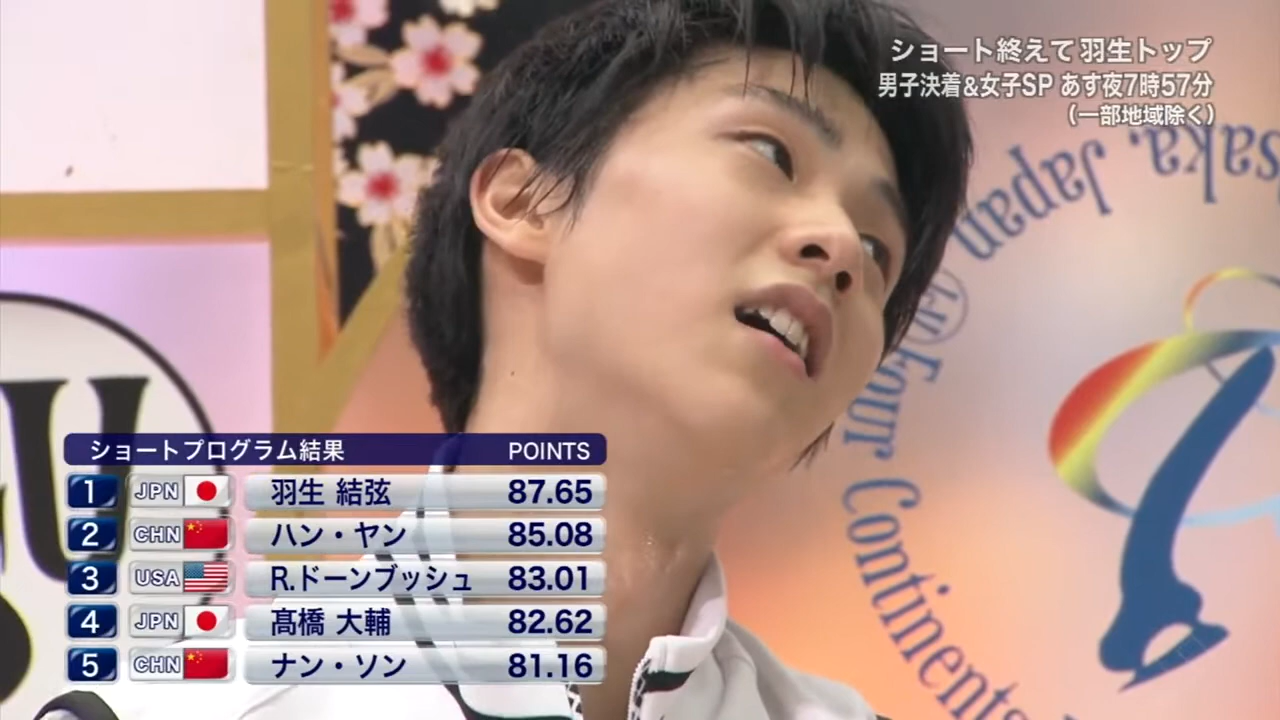 ショート終えて羽生トップ
男子決着&女子SP あす夜7時57分
(一部地域除く)
saka, Japan
ISU Four Continents
U
ショートプログラム結果 POINTS
1 JPN 羽生 結弦 87.65
2 CHN ハン・ヤン 85.08
3 USA R.ドーンブッシュ 83.01
4 JPN 髙橋 大輔 82.62
5 CHN ナン・ソン 81.16